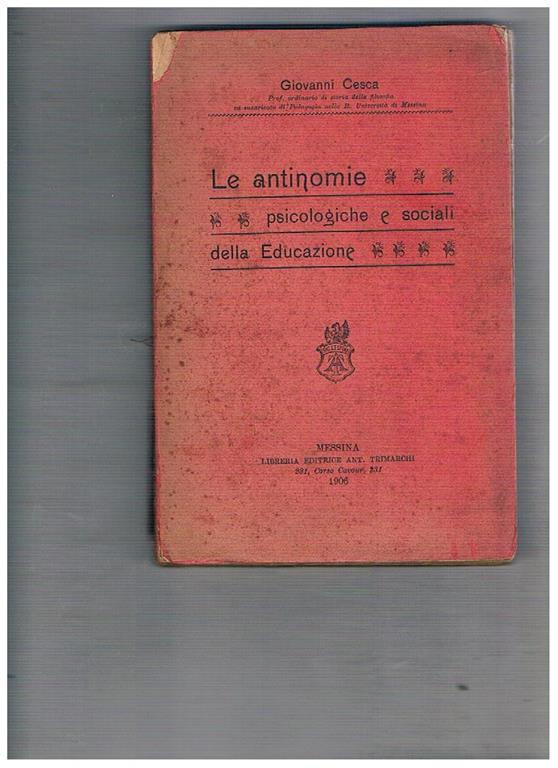 Giovanni Cesca
Prof. ordinario di storia della filosofia
ed incaricato di Pedagogia nella R. Università di Messina
Le antinomie
psicologiche e sociali
della Educazione
MESSINA
LIBRERIA EDITRICE ANT. TRIMARCHI
231, Corso Cavour, 231
1906